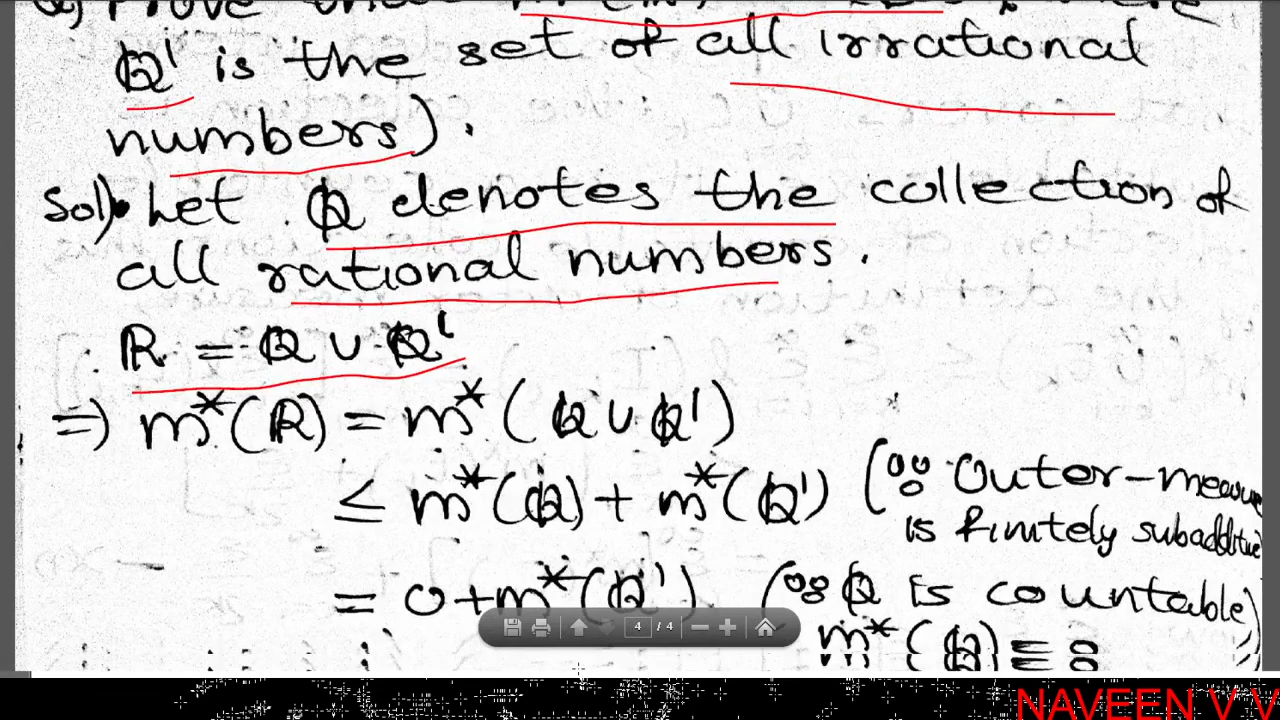 is the set of all irrational
numbers).
Sol) Let ℚ denotes the collection of
all rational numbers.
ℝ = ℚ ∪ ℚ'
⇒) m*(ℝ) = m*(ℚ ∪ ℚ')
≤ m*(ℚ) + m*(ℚ') (∵ Outer-measure
is finitely subadditive
= 0 + m*(ℚ'). (∵ ℚ is countable)
m*(ℚ) =
4 / 4
NAVEEN V V